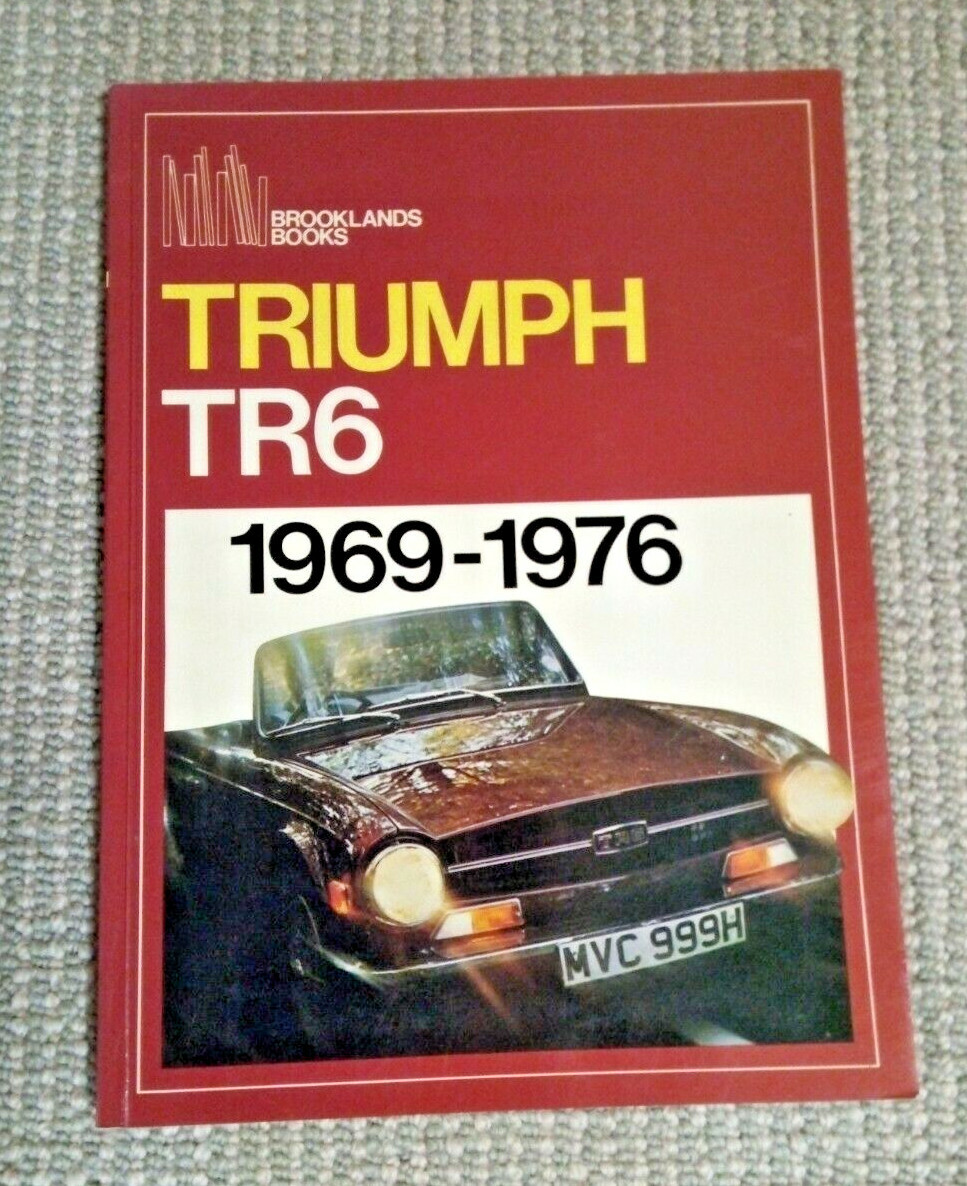 BROOKLANDS
BOOKS
TRIUMPH
TR6
1969-1976
MVC 999H